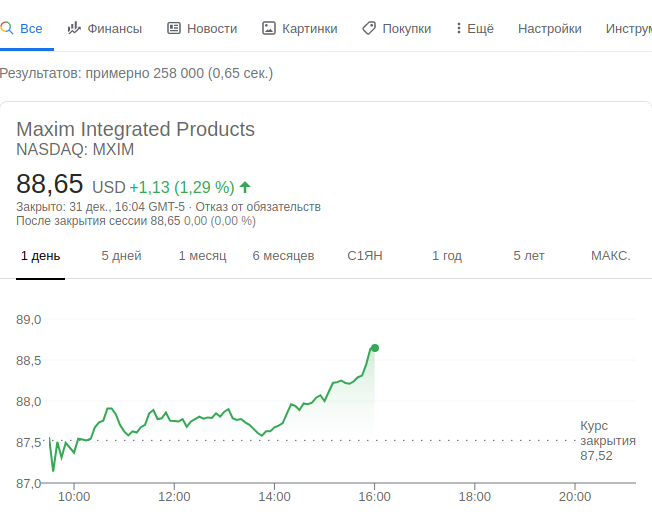 Все Финансы Новости Картинки Покупки Ещё Настройки
Результатов: примерно 258 000 (0,65 сек.)
Maxim Integrated Products
NASDAQ: MXIM
88,65 USD +1,13 (1,29 %)
Закрыто: 31 дек., 16:04 GMT-5 · Отказ от обязательств
После закрытия сессии 88,65 0,00 (0,00 %)
1 день 5 дней 1 месяц 6 месяцев С1ЯН 1 год 5 лет МАКС.
89,0
88,5
88,0
87,5
87,0
Курс
закрытия
87,52
10:00 12:00 14:00 16:00 18:00 20:00